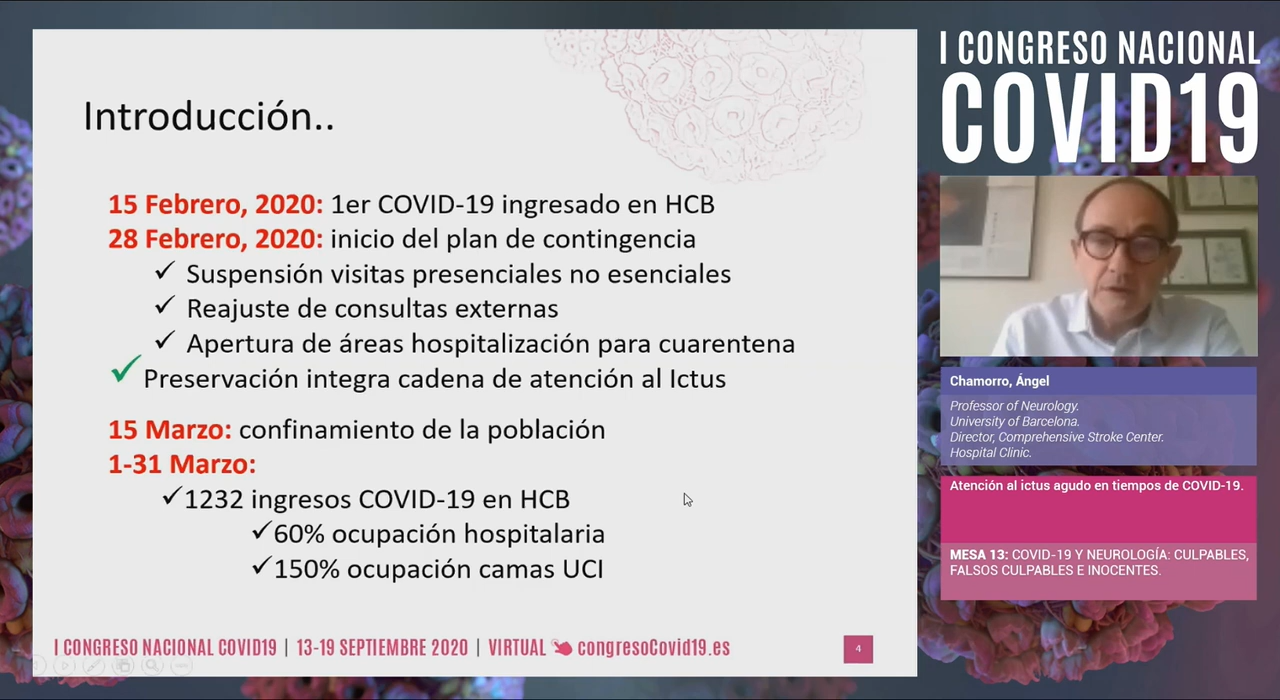 Introducción..
15 Febrero, 2020: 1er COVID-19 ingresado en HCB
28 Febrero, 2020: inicio del plan de contingencia
✓ Suspensión visitas presenciales no esenciales
✓ Reajuste de consultas externas
✓ Apertura de áreas hospitalización para cuarentena
✓ Preservación integra cadena de atención al Ictus
15 Marzo: confinamiento de la población
1-31 Marzo:
✓1232 ingresos COVID-19 en HCB
✓60% ocupación hospitalaria
✓150% ocupación camas UCI
I CONGRESO NACIONAL COVID19 | 13-19 SEPTIEMBRE 2020 | VIRTUAL congresoCovid19.es
4
I CONGRESO NACIONAL
COVID19
Chamorro, Ángel
Professor of Neurology.
University of Barcelona.
Director, Comprehensive Stroke Center.
Hospital Clinic.
Atención al ictus agudo en tiempos de COVID-19.
MESA 13: COVID-19 Y NEUROLOGÍA: CULPABLES,
FALSOS CULPABLES E INOCENTES.